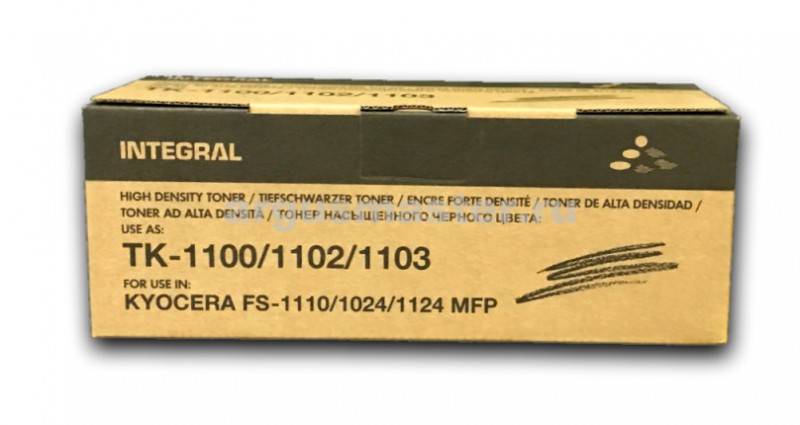 TK-1100/1102/1103
INTEGRAL
HIGH DENSITY TONER / TIEFSCHWARZER TONER / ENCRE FORTE DENSITÉ / TONER DE ALTA DENSIDAD /
TONER AD ALTA DENSITÁ / ТОНЕР НАСЫЩЕННОГО ЧЕРНОГО ЦВЕТА:
USE AS:
TK-1100/1102/1103
FOR USE IN:
KYOCERA FS-1110/1024/1124 MFP